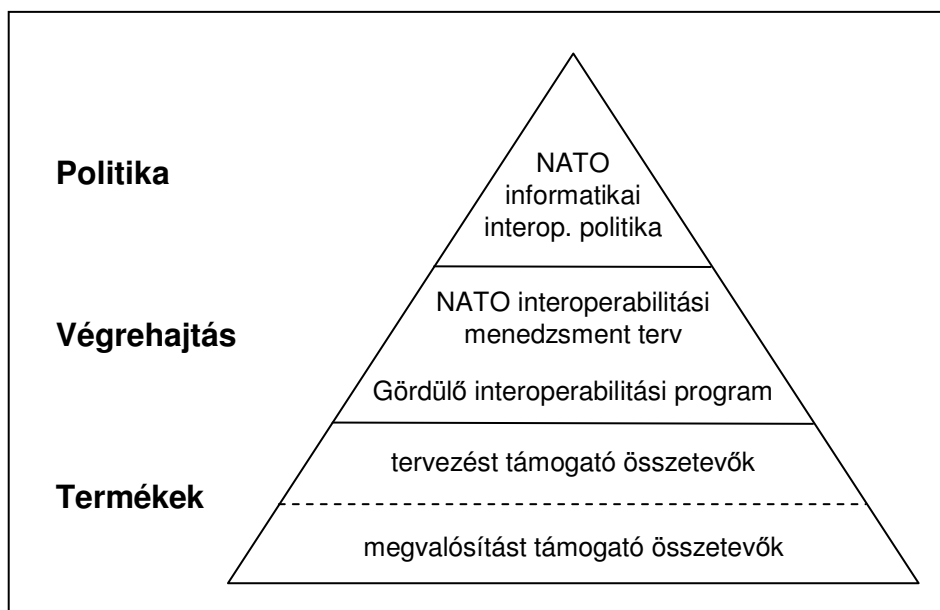 Politika
NATO
informatikai
interop. politika
Végrehajtás
NATO interoperabilitási
menedzsment terv
Gördülő interoperabilitási program
Termékek
tervezést támogató összetevők
megvalósítást támogató összetevők